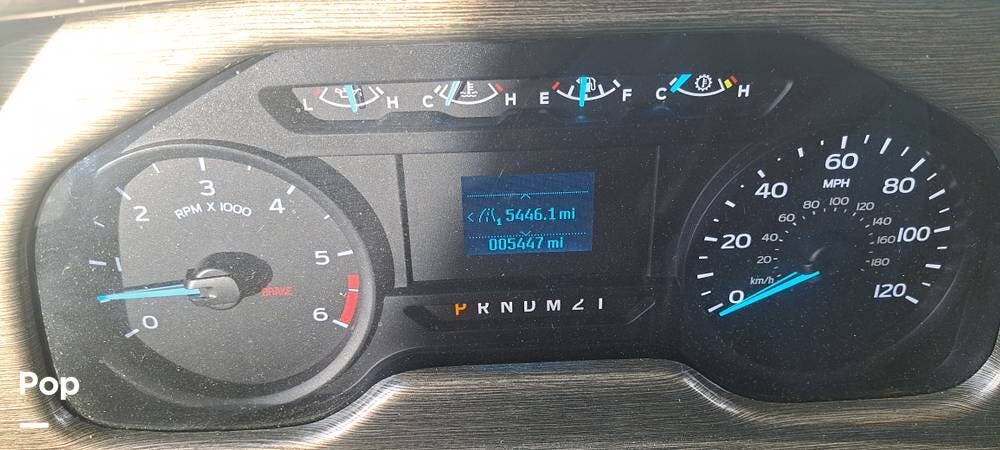 L H C H E F C H
3
2 4
RPM X 1000
1 5
BRAKE
0 6
< 1 5446.1 mi
005447 mi
P R N D M 2 1
60
MPH
40 80
80 100 120
60 140
20 40 160 100
20 180
km/h
0 120
Pop